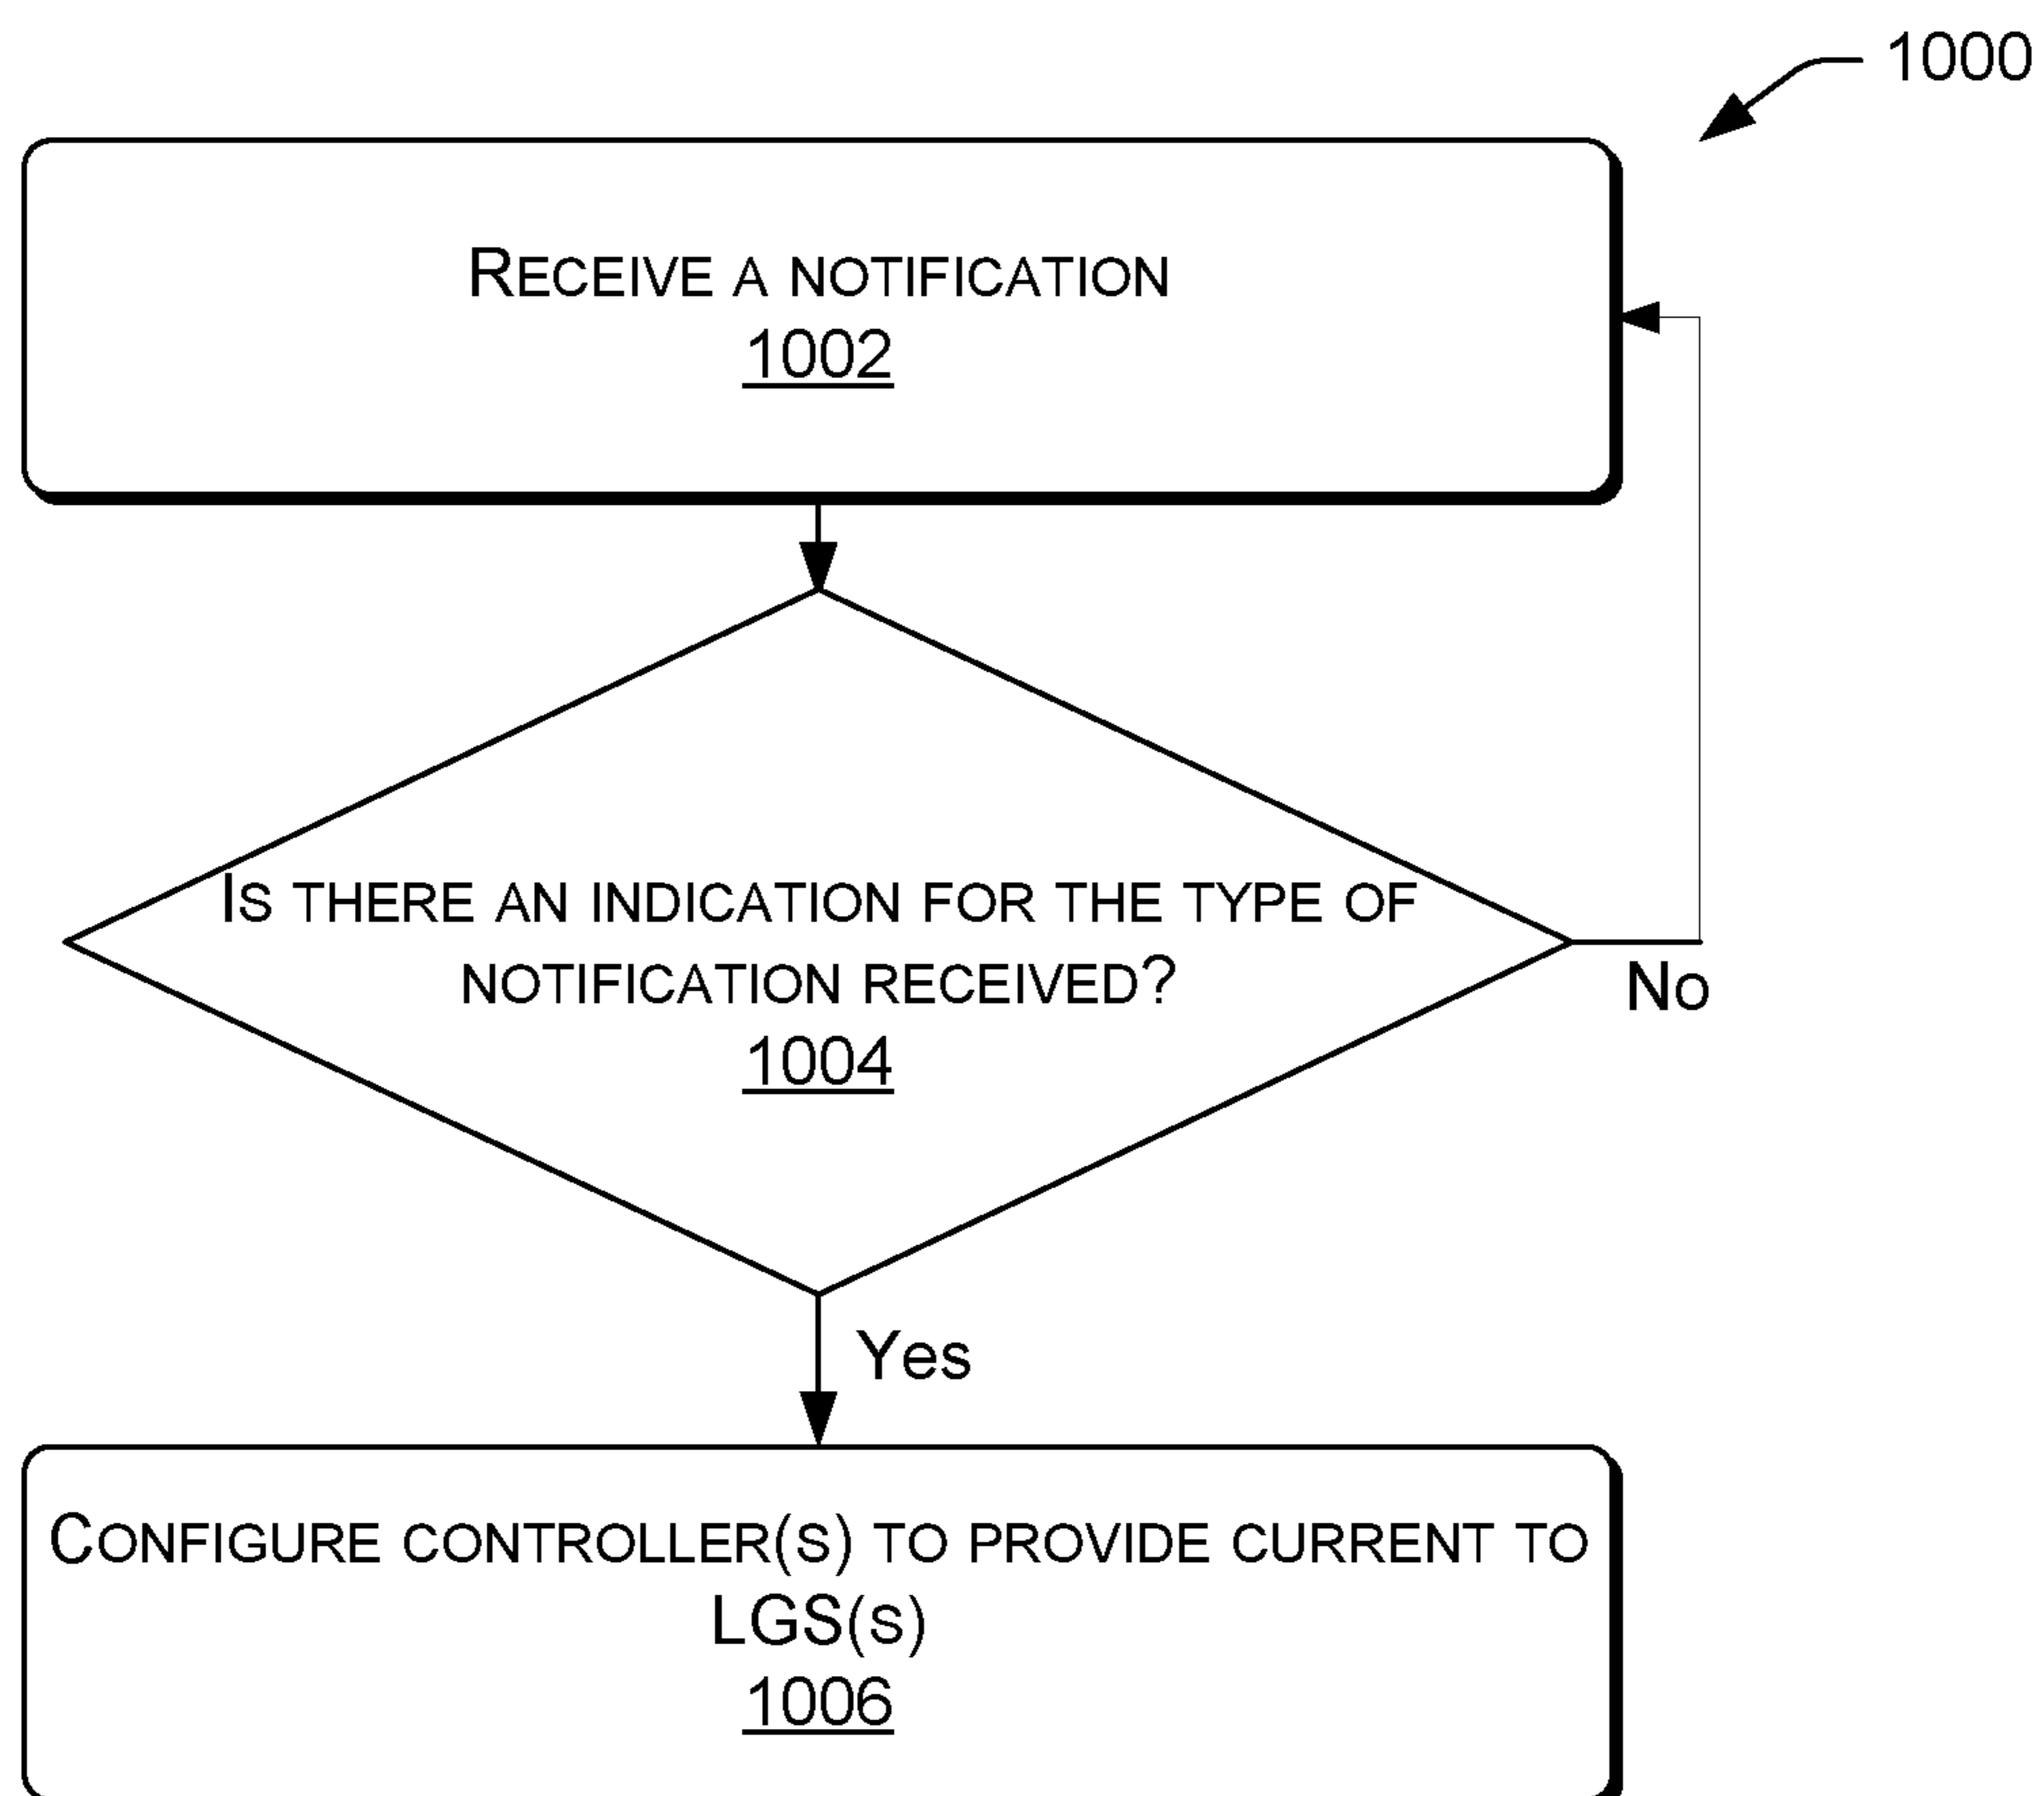 1000
RECEIVE A NOTIFICATION
1002
IS THERE AN INDICATION FOR THE TYPE OF
NOTIFICATION RECEIVED?
1004
NO
Yes
CONFIGURE CONTROLLER(S) TO PROVIDE CURRENT TO
LGS(S)
1006